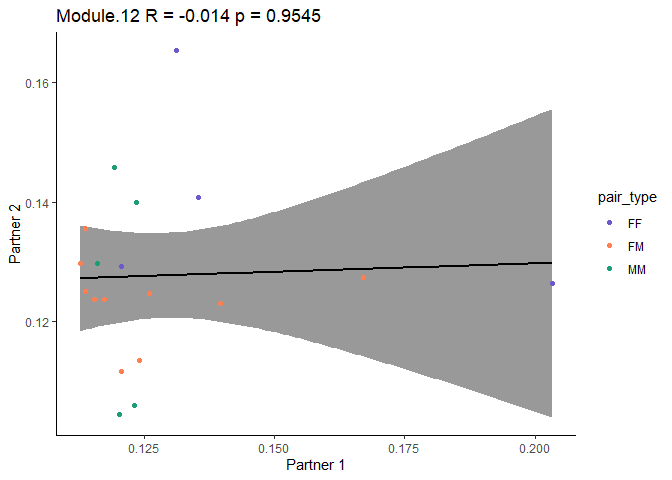 Module.12 R = -0.014 p = 0.9545
0.16
0.14
0.12
Partner 2
0.125
0.150
0.175
0.200
Partner 1
pair_type
FF
FM
MM